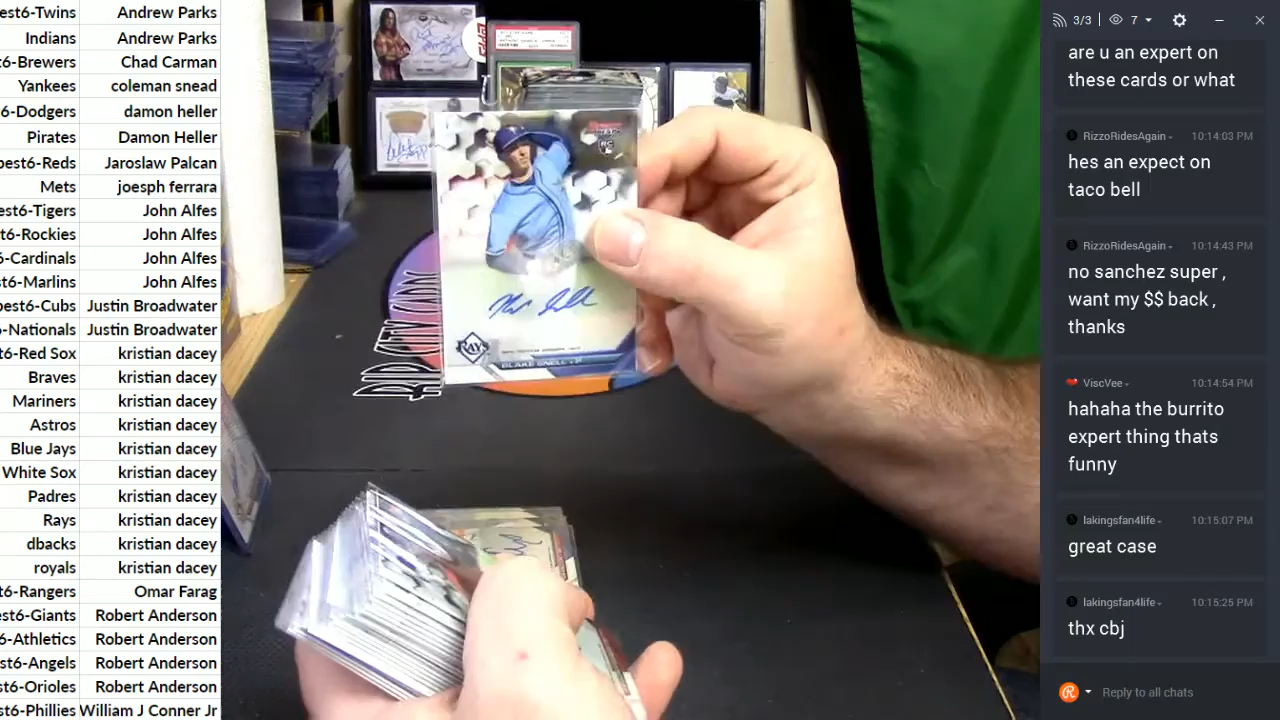 est6-Twins Andrew Parks
Indians Andrew Parks
t6-Brewers Chad Carman
Yankees coleman snead
6-Dodgers damon heller
Pirates Damon Heller
best6-Reds Jaroslaw Palcan
Mets joesph ferrara
est6-Tigers John Alfes
t6-Rockies John Alfes
6-Cardinals John Alfes
t6-Marlins John Alfes
best6-Cubs Justin Broadwater
6-Nationals Justin Broadwater
t6-Red Sox kristian dacey
Braves kristian dacey
Mariners kristian dacey
Astros kristian dacey
Blue Jays kristian dacey
White Sox kristian dacey
Padres kristian dacey
Rays kristian dacey
dbacks kristian dacey
royals kristian dacey
t6-Rangers Omar Farag
est6-Giants Robert Anderson
6-Athletics Robert Anderson
st6-Angels Robert Anderson
t6-Orioles Robert Anderson
st6-Phillies William J Conner Jr
RC
RAYS
BLAKE SNELL
RIP CITY CARDZ
3/3 7
are u an expert on
these cards or what
RizzoRidesAgain 10:14:03 PM
hes an expect on
taco bell
RizzoRidesAgain 10:14:43 PM
no sanchez super ,
want my $$ back ,
thanks
ViscVee 10:14:54 PM
hahaha the burrito
expert thing thats
funny
lakingsfan4life 10:15:07 PM
great case
lakingsfan4life 10:15:25 PM
thx cbj
Reply to all chats